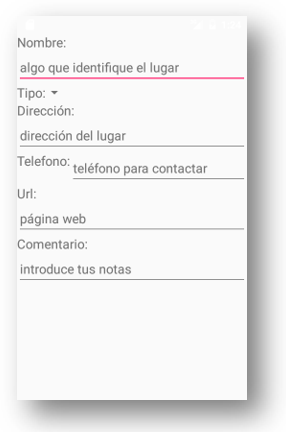 Nombre:
algo que identifique el lugar
Tipo:
Dirección:
dirección del lugar
Telefono: teléfono para contactar
Url:
página web
Comentario:
introduce tus notas